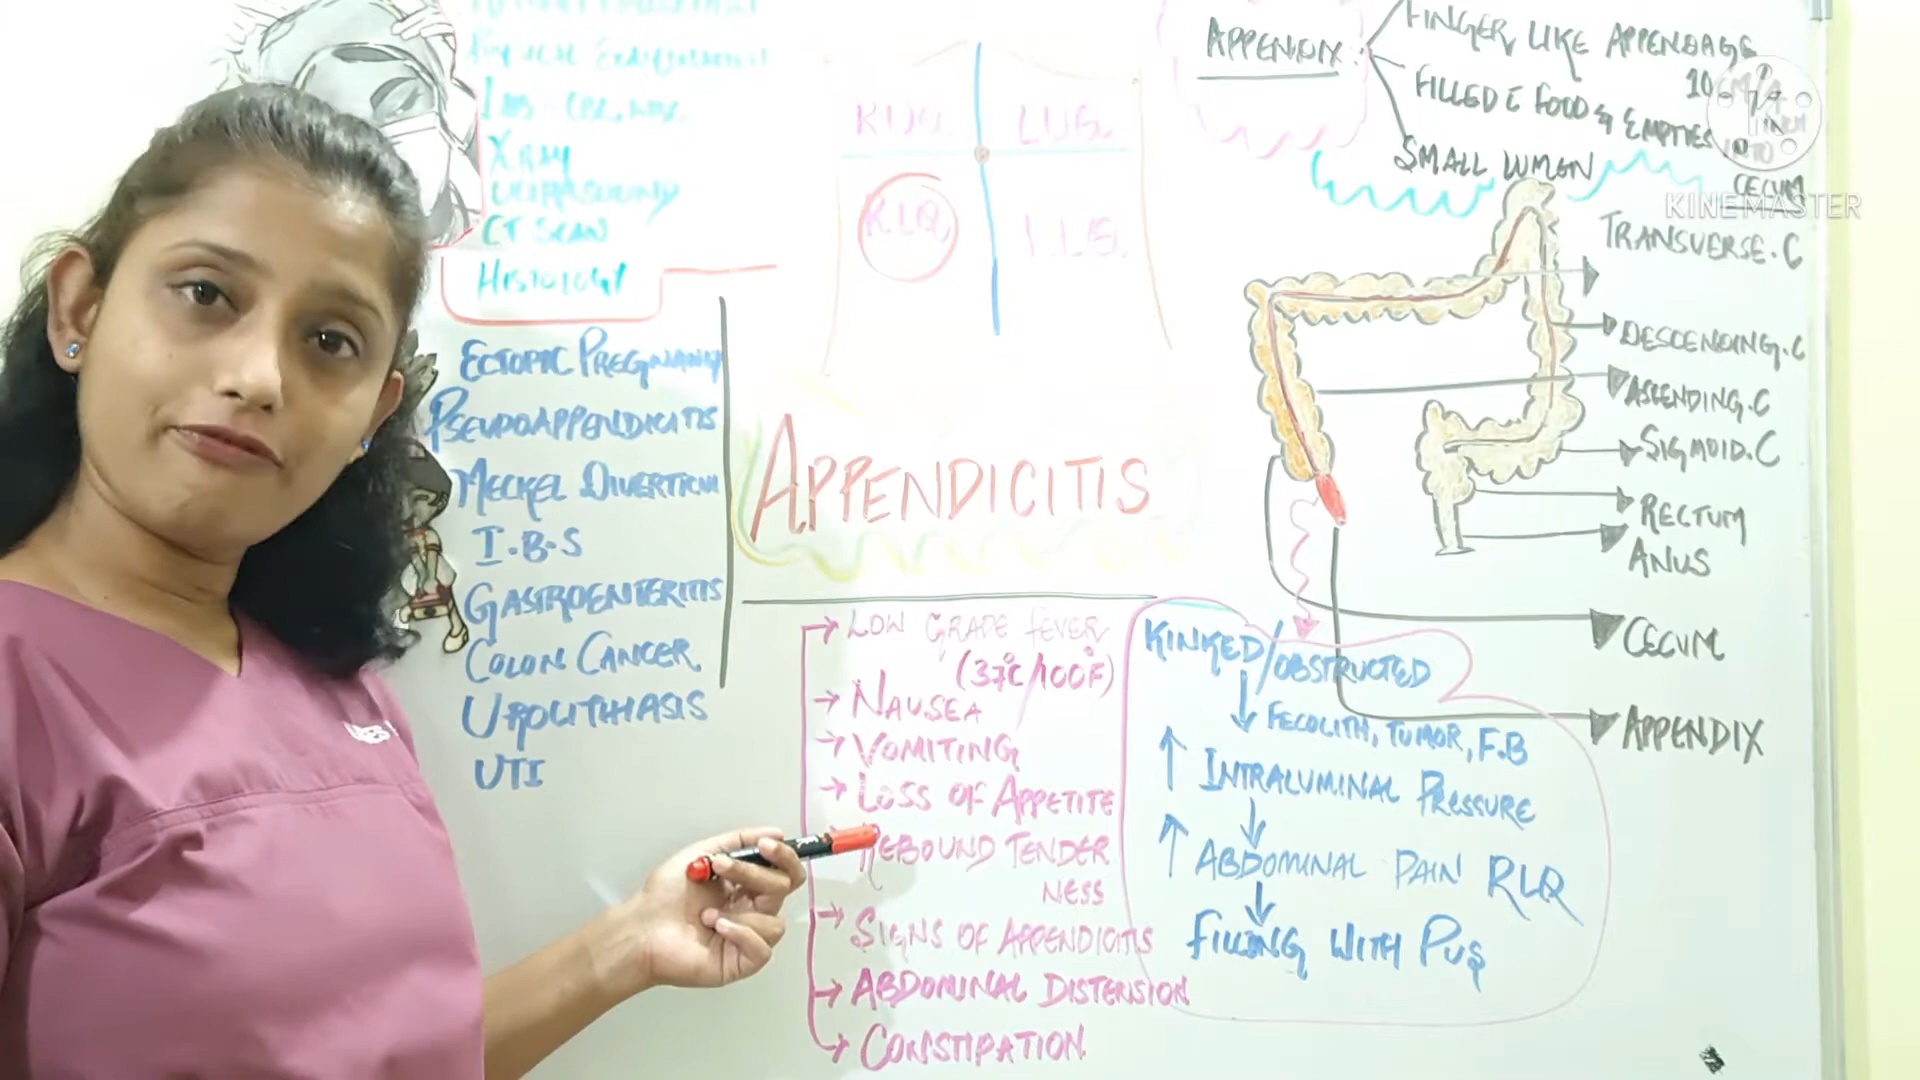 PHYSICAL EXAMINATION
LAB - CBC, WBC
X RAY
ULTRASOUND
CT SCAN
HISTOLOGY
ECTOPIC PREGNANCY
PSEUDOAPPENDICITIS
MECKEL DIVERTICUM
I.B.S
GASTROENTERITIS
COLON CANCER
UROLITHIASIS
UTI
RUQ. LUQ.
RLQ LLQ.
APPENDICITIS
LOW GRADE FEVER
(37°C/100°F)
NAUSEA
VOMITING
LOSS OF APPETITE
REBOUND TENDER
NESS
SIGNS OF APPENDICITIS
ABDOMINAL DISTENSION
CONSTIPATION
APPENDIX:
FINGER LIKE APPENDAGE
10
FILLED C FOOD & EMPTIES INTO
CECUM
SMALL LUMEN
KINEMASTER
TRANSVERSE.C
DESCENDING.C
ASCENDING.C
SIGMOID.C
RECTUM
ANUS
CECUM
APPENDIX
KINKED/OBSTRUCTED
↓ FECOLITH, TUMOR, F.B
↑ INTRALUMINAL PRESSURE
↓
↑ ABDOMINAL PAIN RLQ
↓
FILLING WITH PUS